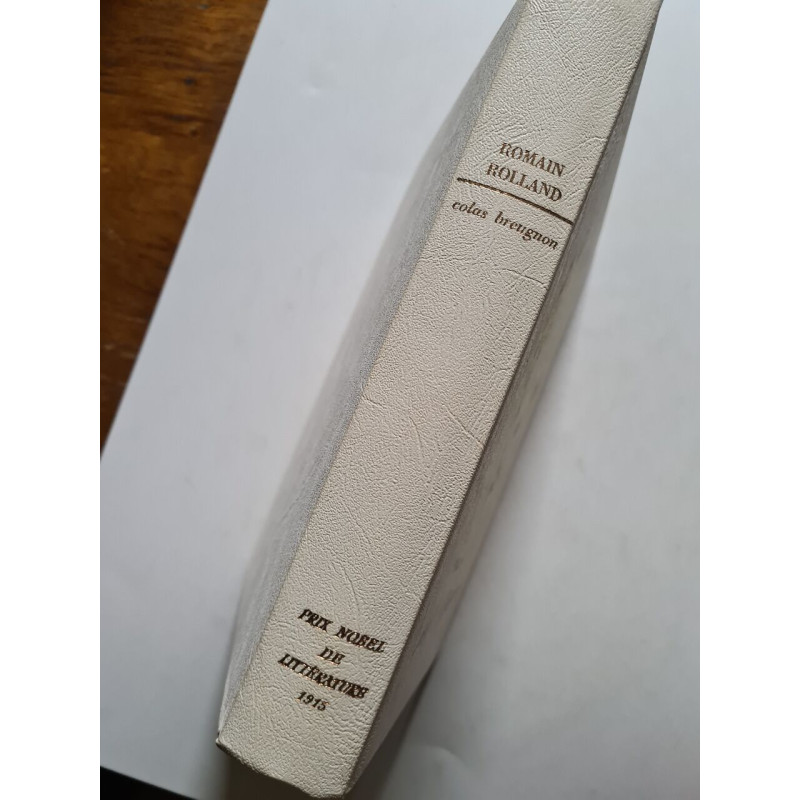 ROMAIN
ROLLAND
colas breugnon
PRIX NOBEL
DE
LITTÉRATURE
1915